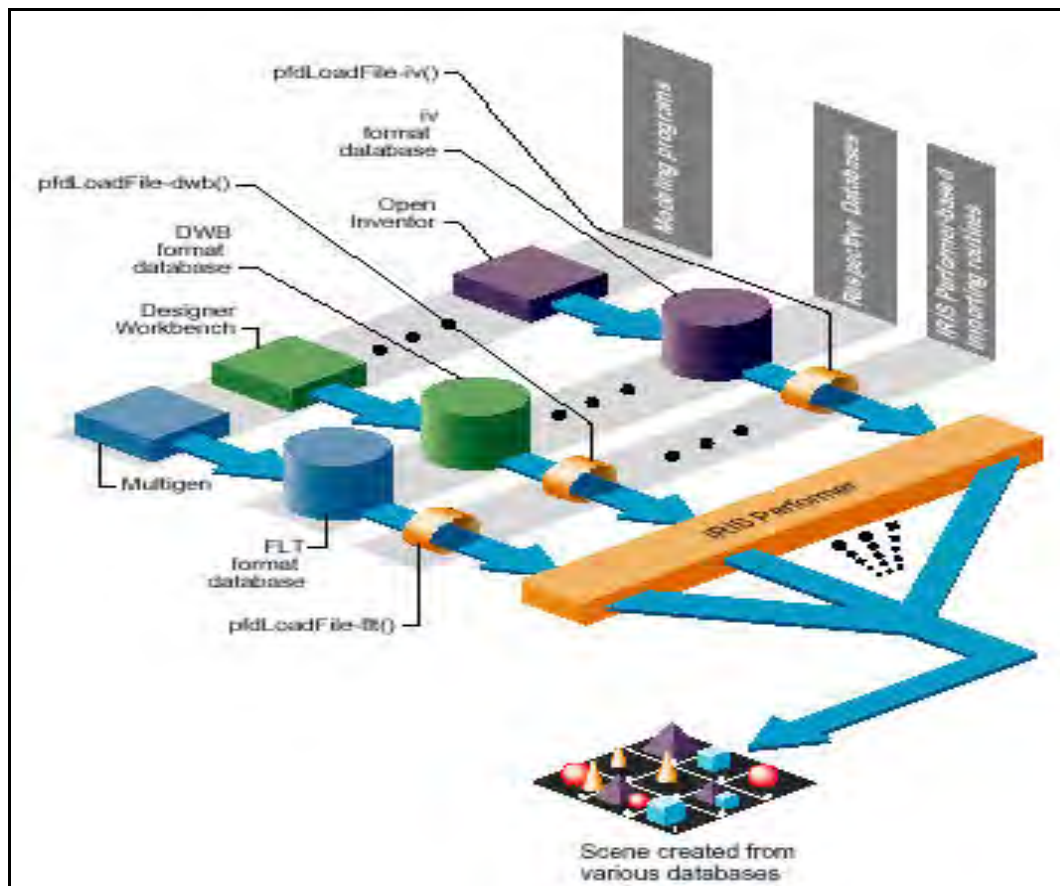 pfdLoadFile-iv()
iv
format
database
pfdLoadFile-dwb()
Open
Inventor
DWB
format
database
Designer
Workbench
Multigen
FLT
format
database
pfdLoadFile-flt()
Modeling programs
Respective Databases
IRIS Performer-based
importing routines
IRIS Performer
Scene created from
various databases